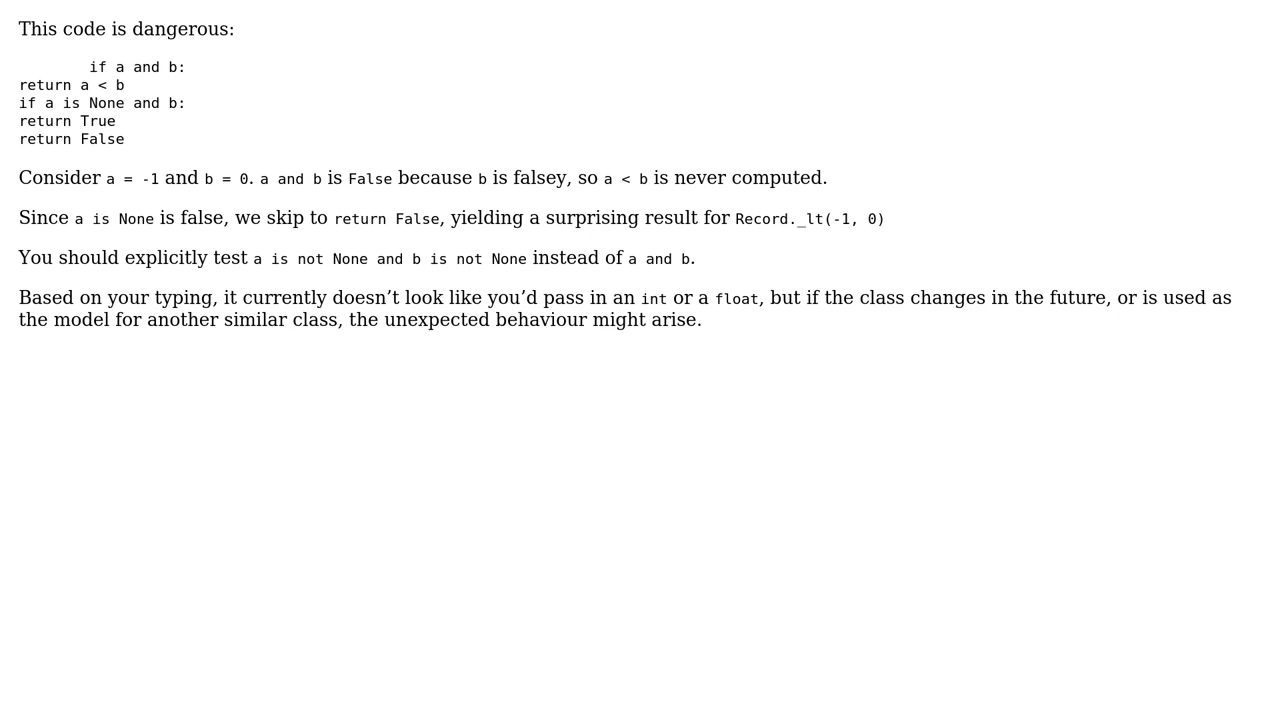 This code is dangerous:
        if a and b:
return a < b
if a is None and b:
return True
return False
Consider a = -1 and b = 0. a and b is False because b is falsey, so a < b is never computed.
Since a is None is false, we skip to return False, yielding a surprising result for Record._lt(-1, 0)
You should explicitly test a is not None and b is not None instead of a and b.
Based on your typing, it currently doesn’t look like you’d pass in an int or a float, but if the class changes in the future, or is used as
the model for another similar class, the unexpected behaviour might arise.